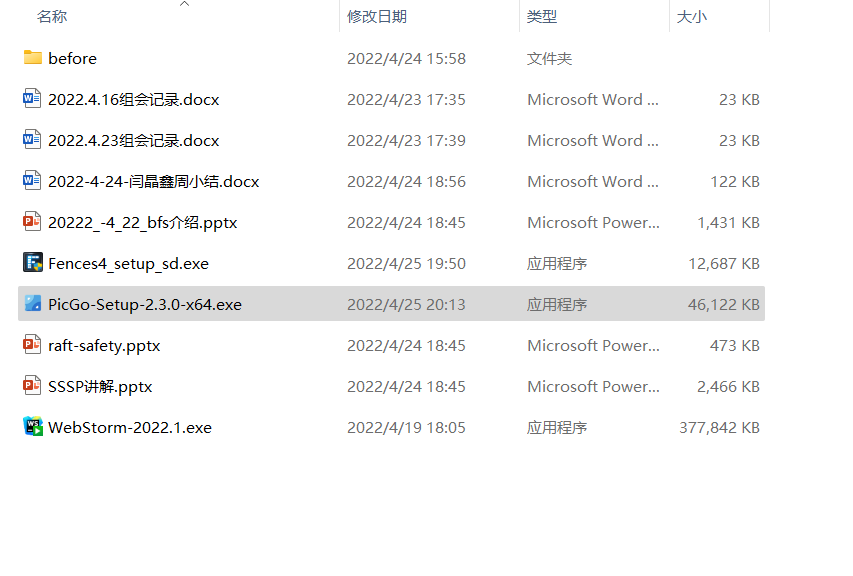 名称 修改日期 类型 大小
before 2022/4/24 15:58 文件夹
2022.4.16组会记录.docx 2022/4/23 17:35 Microsoft Word ... 23 KB
2022.4.23组会记录.docx 2022/4/23 17:39 Microsoft Word ... 23 KB
2022-4-24-闫晶鑫周小结.docx 2022/4/24 18:56 Microsoft Word ... 122 KB
20222_-4_22_bfs介绍.pptx 2022/4/24 18:45 Microsoft Power... 1,431 KB
Fences4_setup_sd.exe 2022/4/25 19:50 应用程序 12,687 KB
PicGo-Setup-2.3.0-x64.exe 2022/4/25 20:13 应用程序 46,122 KB
raft-safety.pptx 2022/4/24 18:45 Microsoft Power... 473 KB
SSSP讲解.pptx 2022/4/24 18:45 Microsoft Power... 2,466 KB
WebStorm-2022.1.exe 2022/4/19 18:05 应用程序 377,842 KB